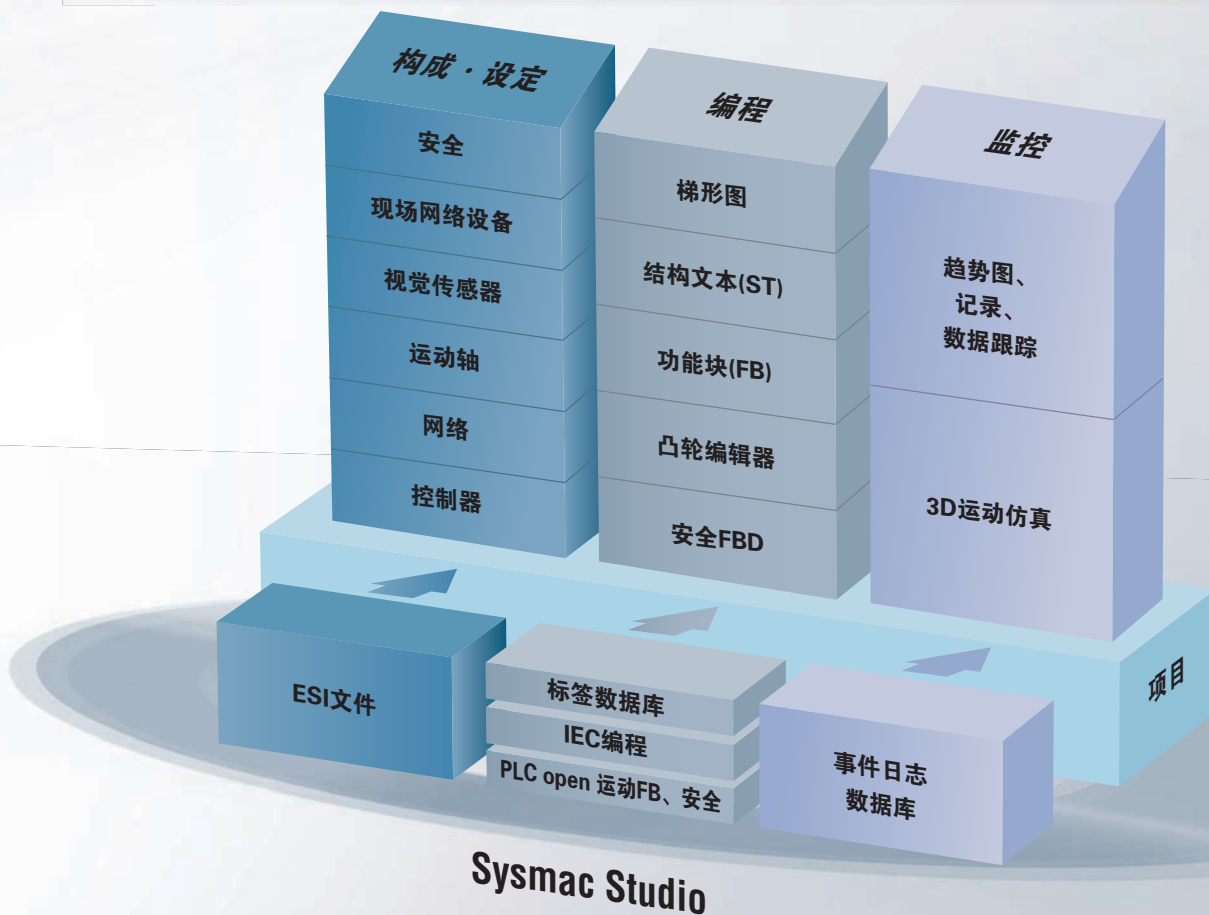 构成·设定
安全
现场网络设备
视觉传感器
运动轴
网络
控制器
编程
梯形图
结构文本(ST)
功能块(FB)
凸轮编辑器
安全FBD
监控
趋势图、
记录、
数据跟踪
3D运动仿真
ESI文件
标签数据库
IEC编程
PLC open 运动FB、安全
事件日志
数据库
项目
Sysmac Studio